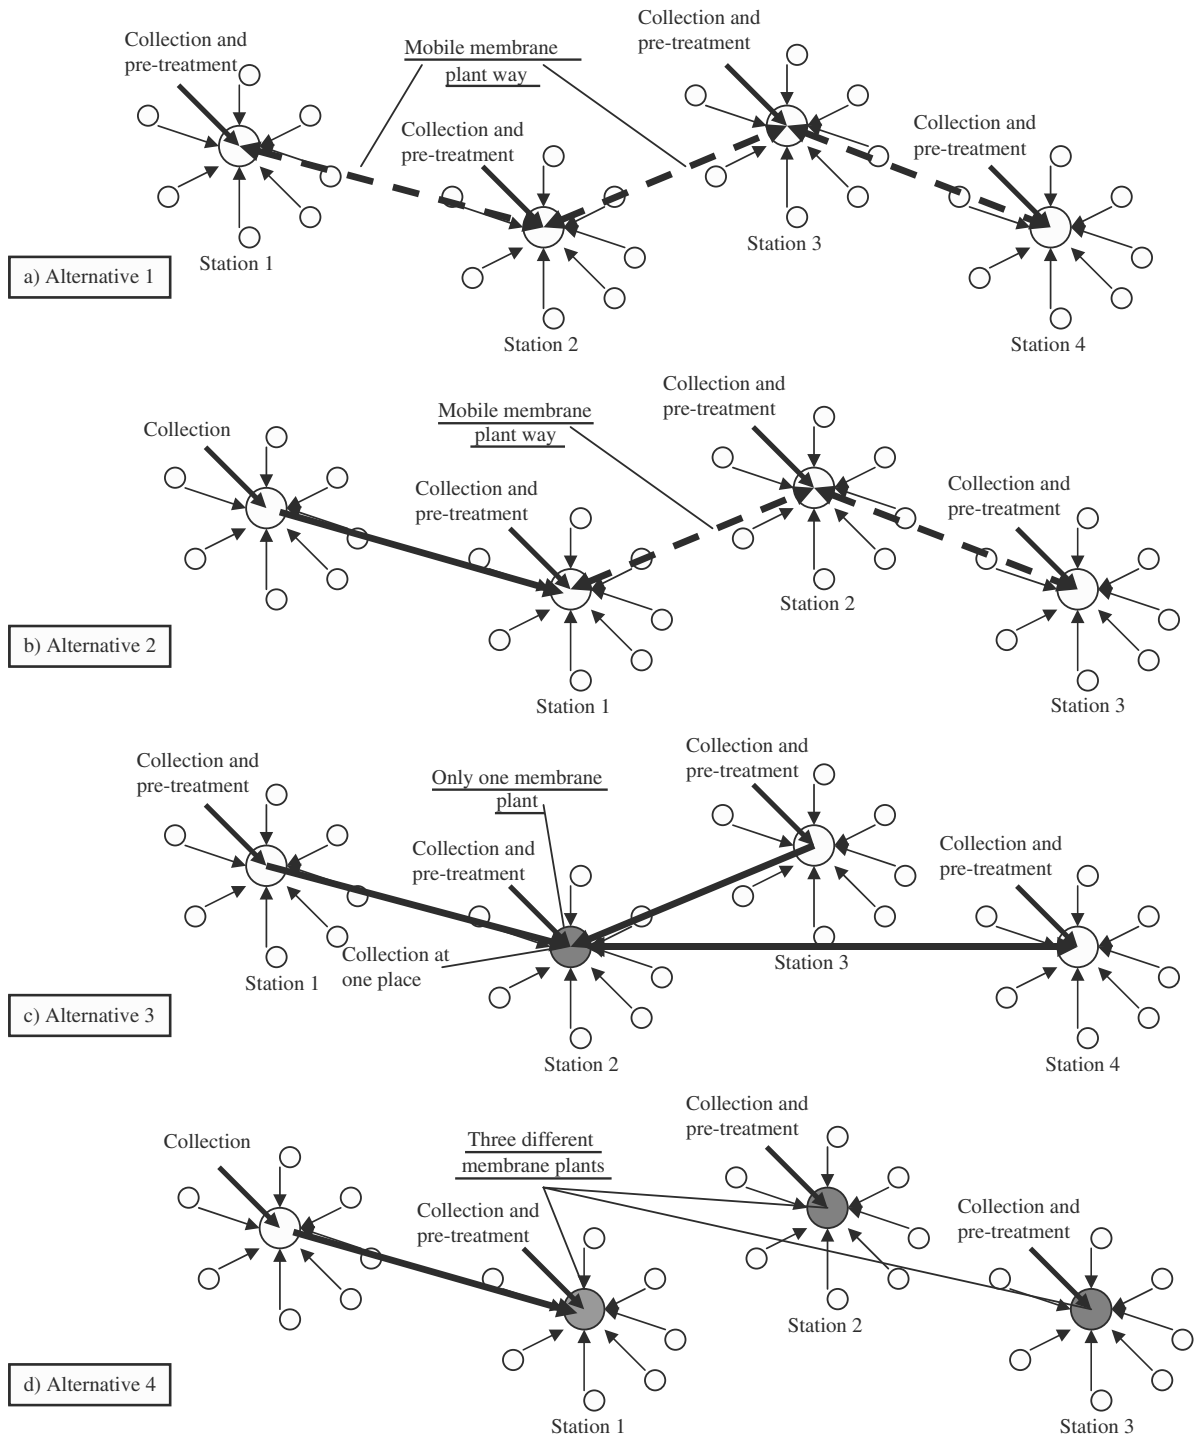 Collection and
pre-treatment
Mobile membrane
plant way
Collection and
pre-treatment
Collection and
pre-treatment
Collection and
pre-treatment
Station 1
Station 2
Station 3
Station 4
a) Alternative 1
Collection
Mobile membrane
plant way
Collection and
pre-treatment
Collection and
pre-treatment
Collection and
pre-treatment
Station 1
Station 2
Station 3
b) Alternative 2
Collection and
pre-treatment
Only one membrane
plant
Collection and
pre-treatment
Collection and
pre-treatment
Collection and
pre-treatment
Collection at
one place
Station 1
Station 2
Station 3
Station 4
c) Alternative 3
Collection
Three different
membrane plants
Collection and
pre-treatment
Collection and
pre-treatment
Collection and
pre-treatment
Station 1
Station 2
Station 3
d) Alternative 4